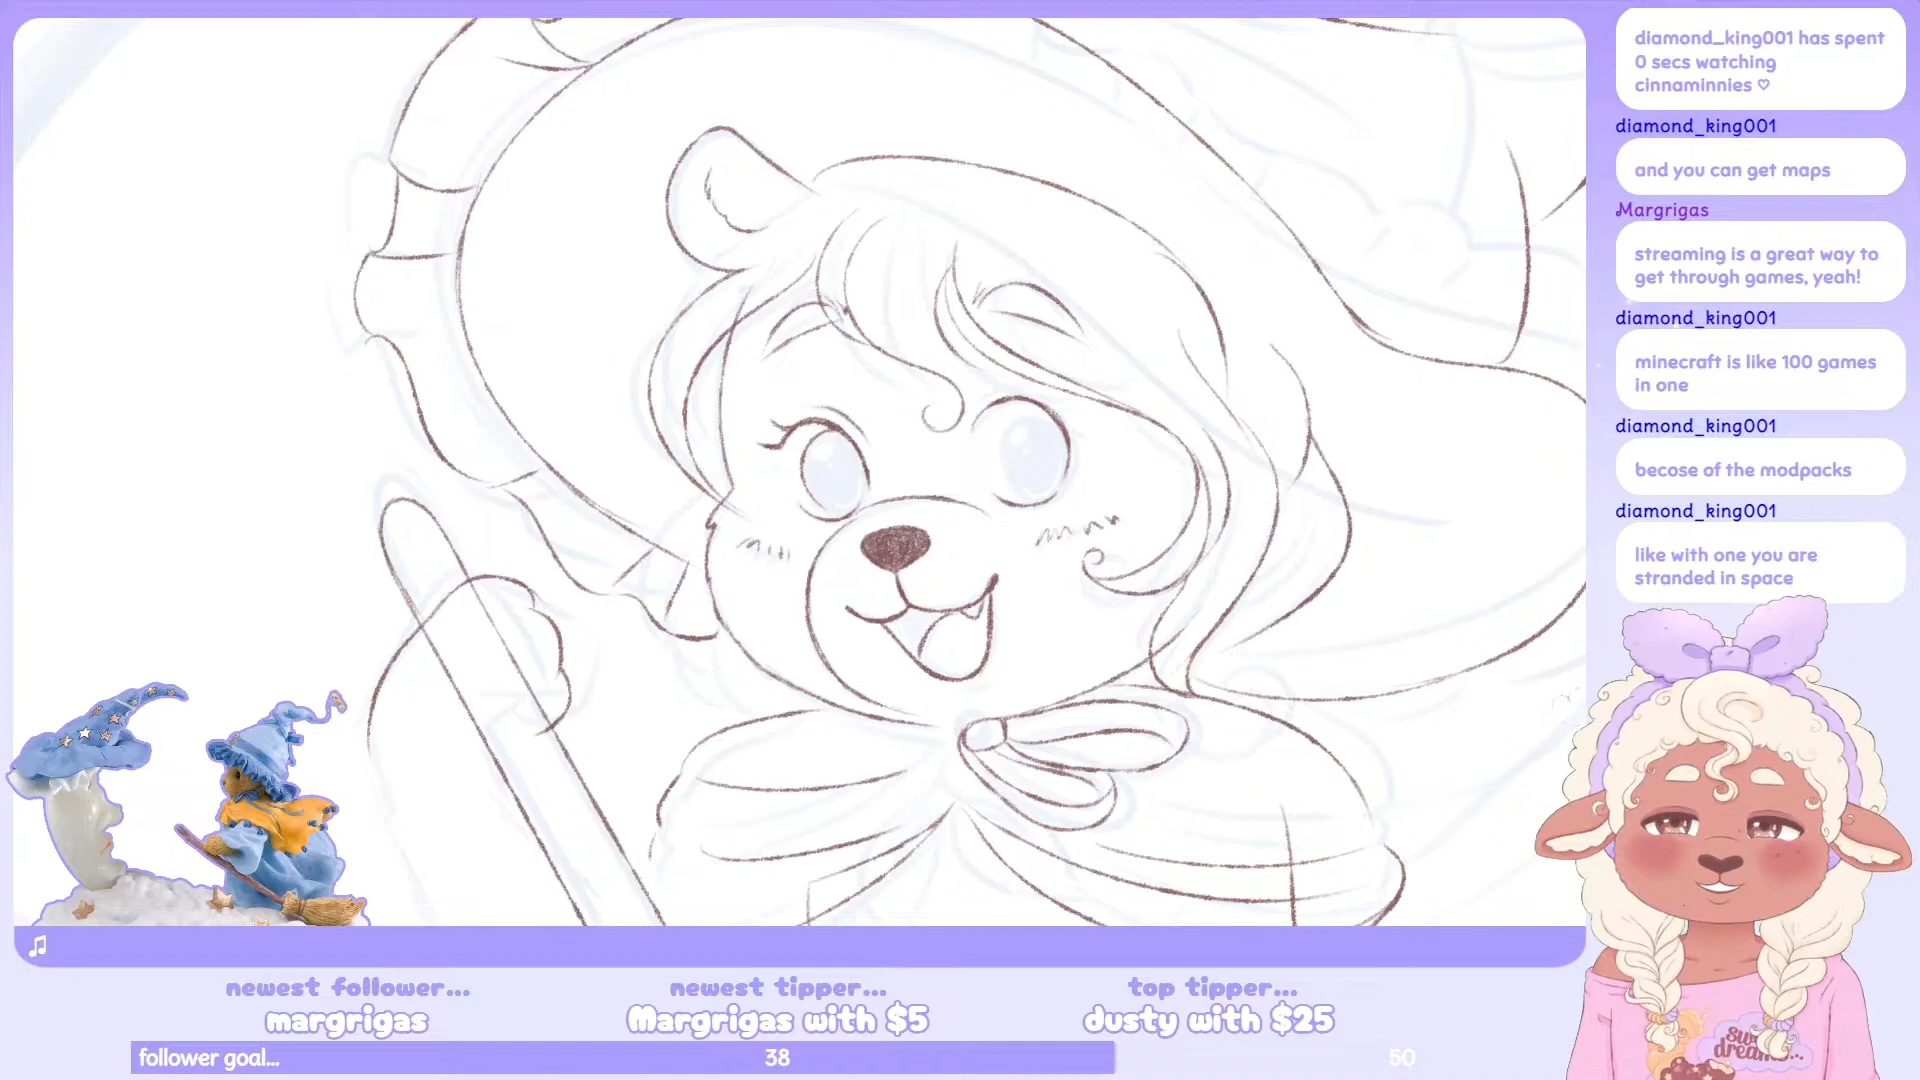 diamond_king001 has spent
0 secs watching
cinnaminnies ♡
diamond_king001
and you can get maps
Margrigas
streaming is a great way to
get through games, yeah!
diamond_king001
minecraft is like 100 games
in one
diamond_king001
becose of the modpacks
diamond_king001
like with one you are
stranded in space
newest follower...
margrigas
newest tipper...
Margrigas with $5
top tipper...
dusty with $25
follower goal...
38
50
dreams...